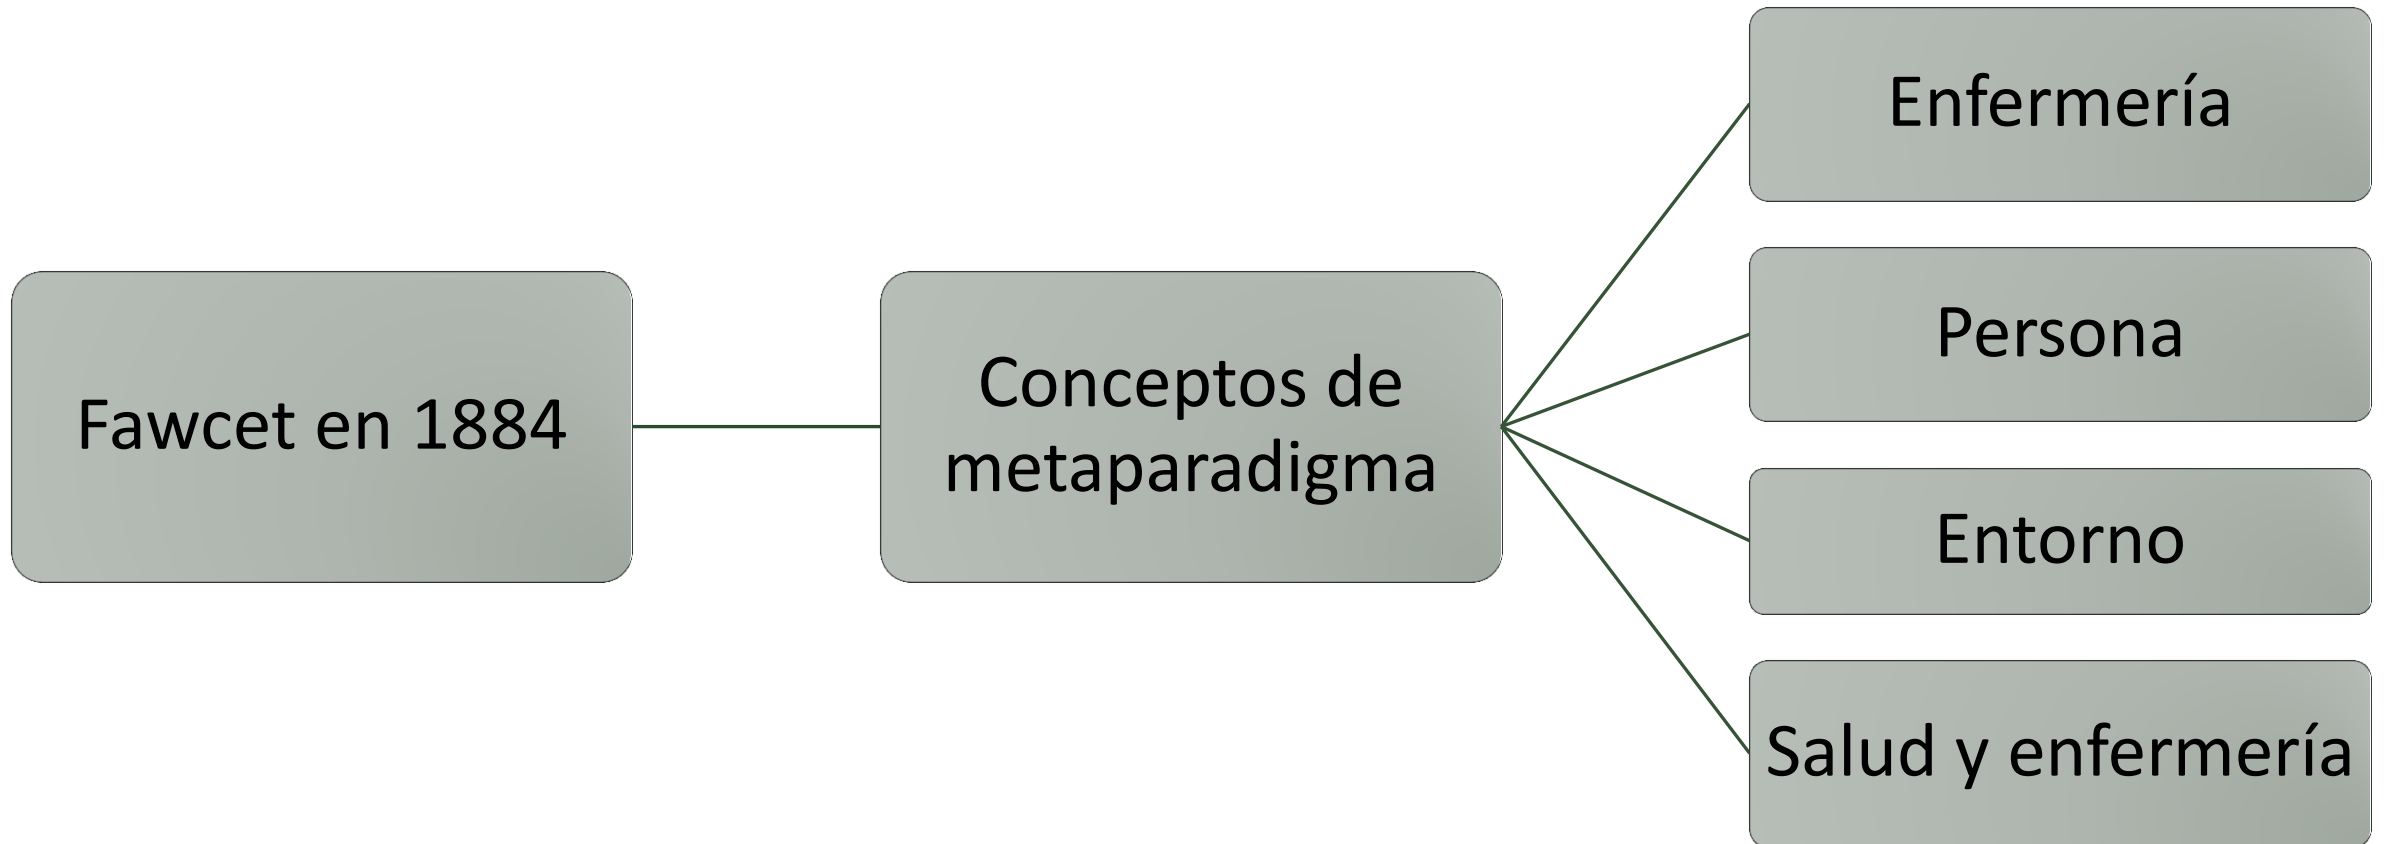 Fawcet en 1884
Conceptos de
metaparadigma
Enfermería
Persona
Entorno
Salud y enfermería